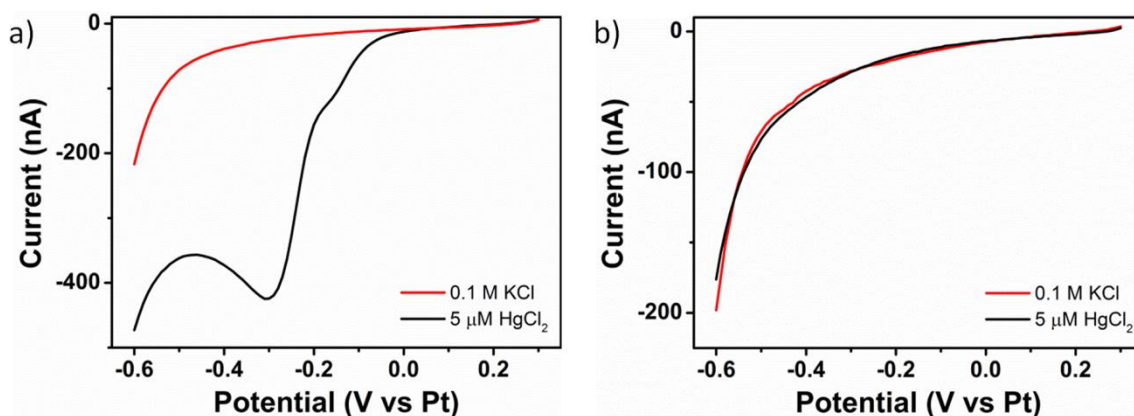 a)
0
-200
-400
Current (nA)
-0.6 -0.4 -0.2 0.0 0.2
Potential (V vs Pt)
0.1 M KCl
5 μM HgCl₂
b)
0
-100
-200
Current (nA)
-0.6 -0.4 -0.2 0.0 0.2
Potential (V vs Pt)
0.1 M KCl
5 μM HgCl₂